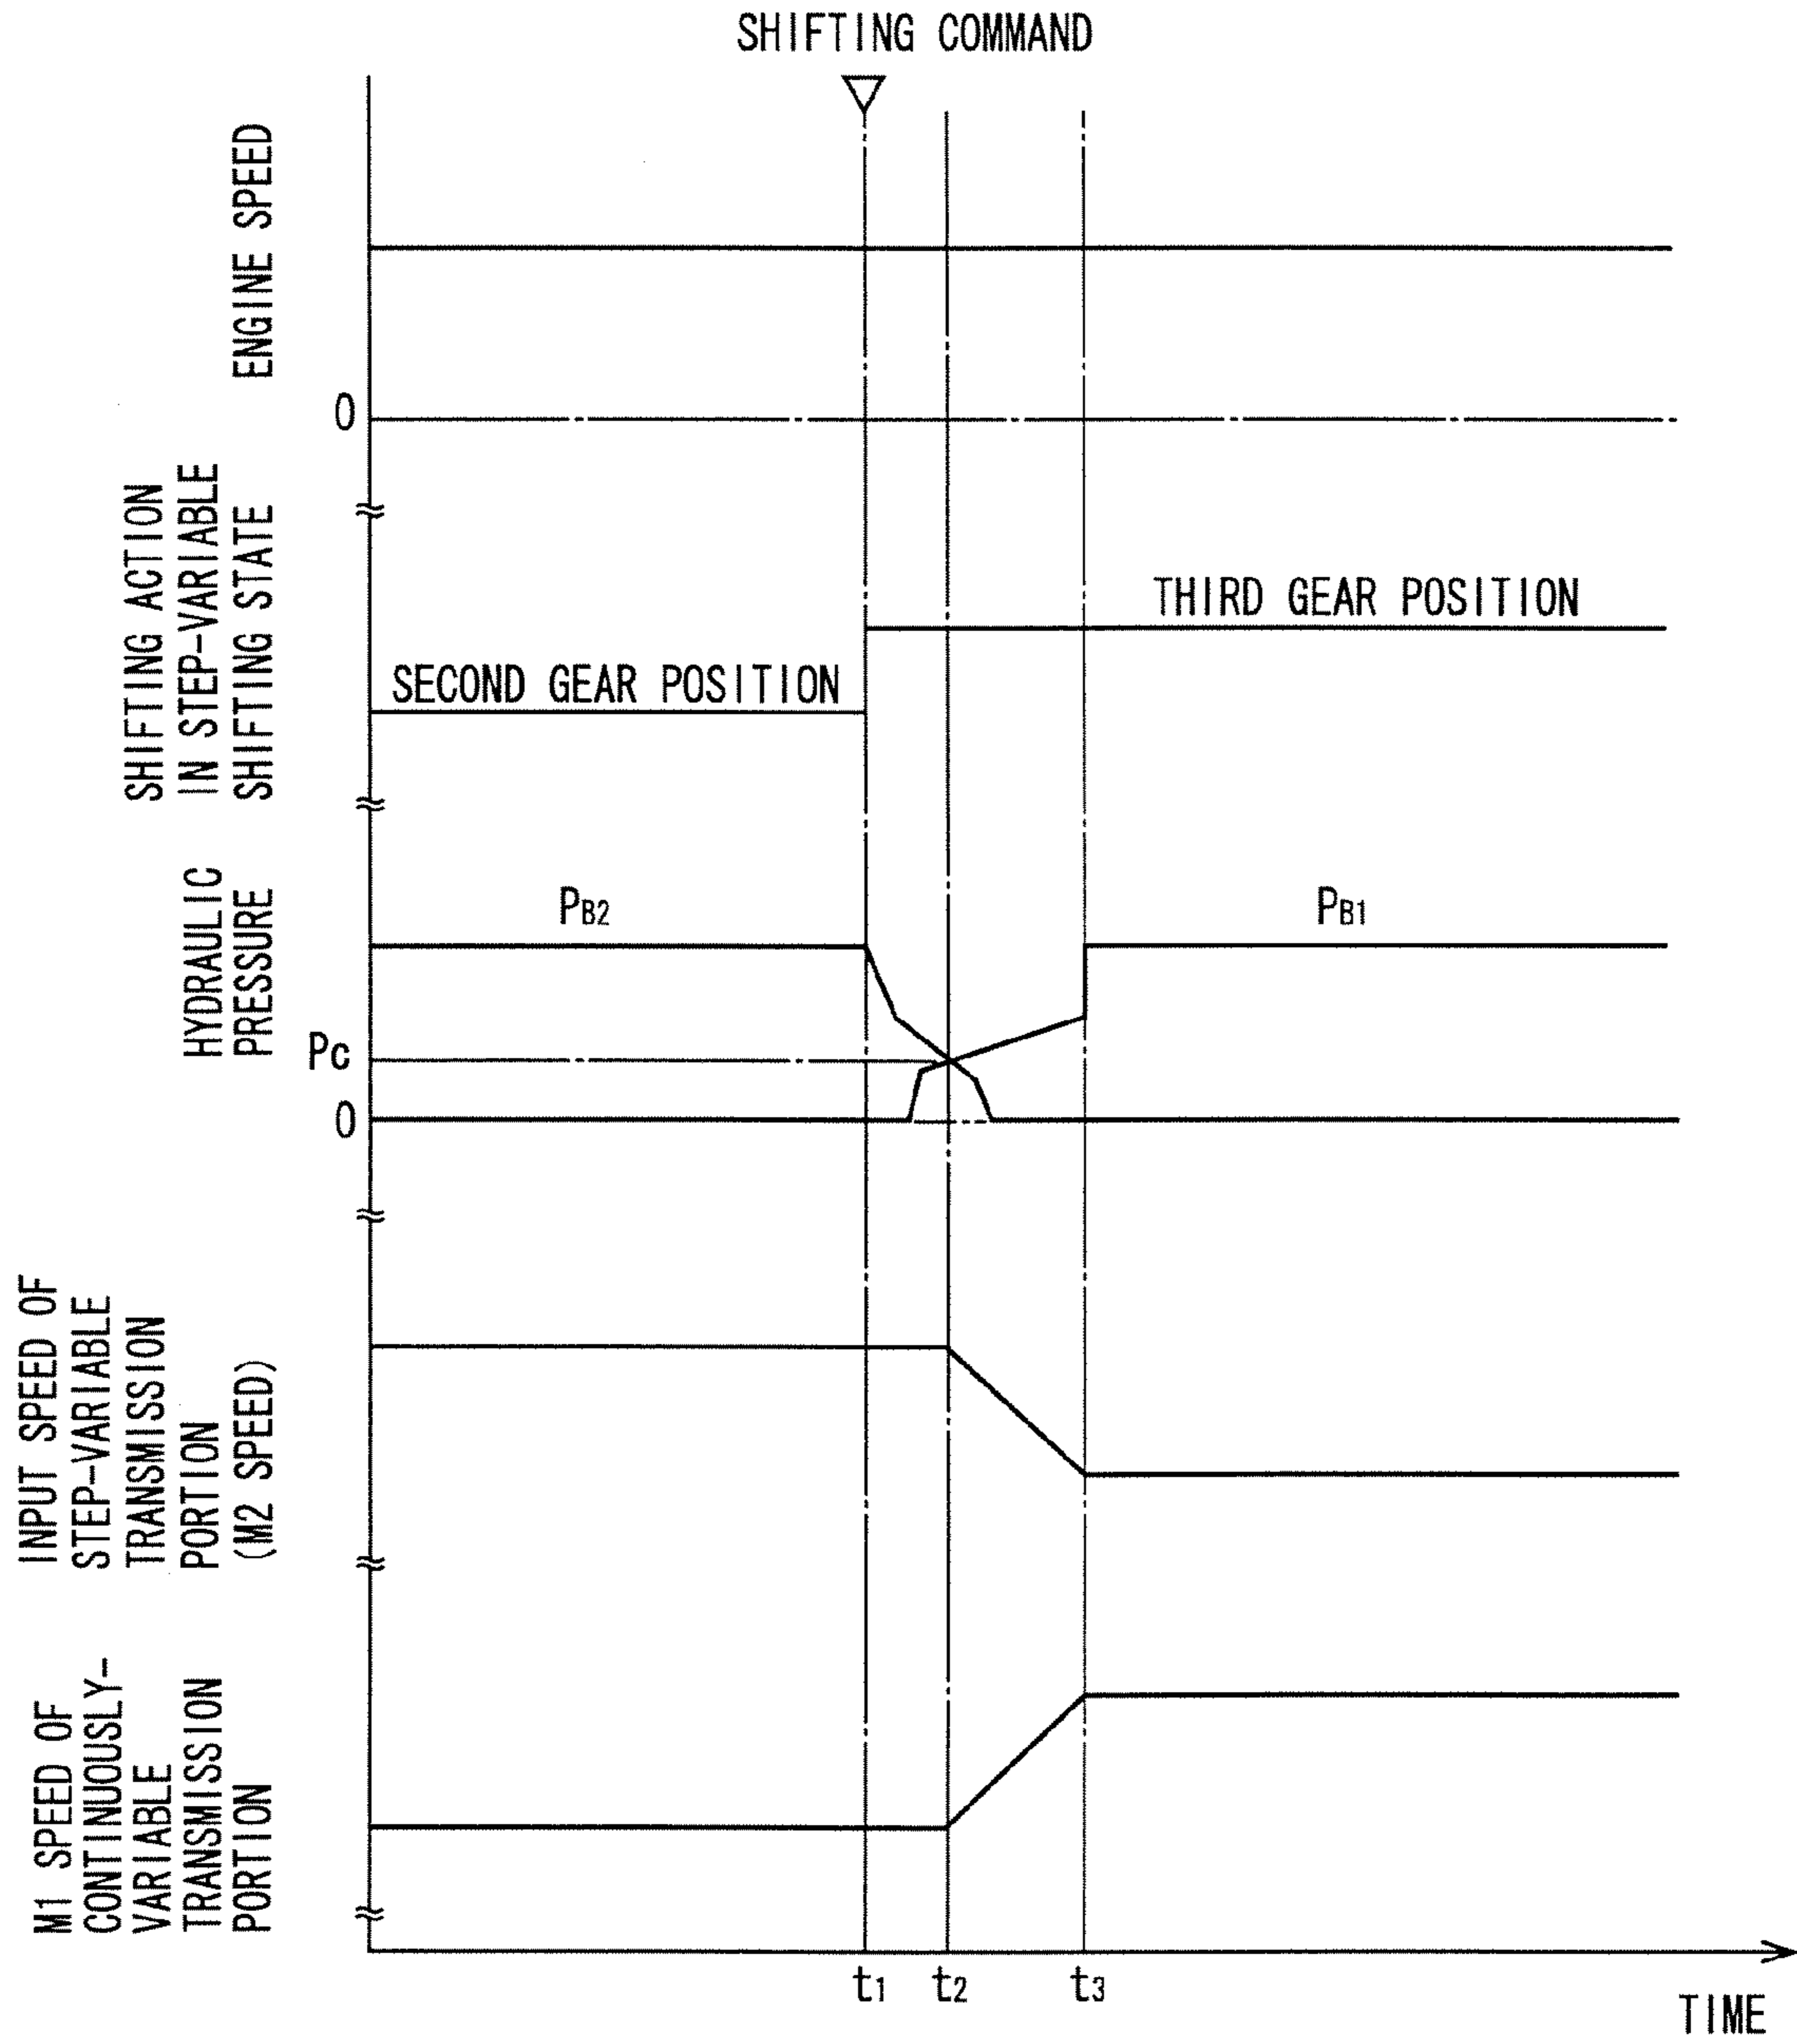 SHIFTING COMMAND
ENGINE SPEED
0
SHIFTING ACTION
IN STEP-VARIABLE
SHIFTING STATE
THIRD GEAR POSITION
SECOND GEAR POSITION
HYDRAULIC
PRESSURE
PB2
PB1
PC
0
INPUT SPEED OF
STEP-VARIABLE
TRANSMISSION
PORTION
(M2 SPEED)
M1 SPEED OF
CONTINUOUSLY-
VARIABLE
TRANSMISSION
PORTION
t1
t2
t3
TIME